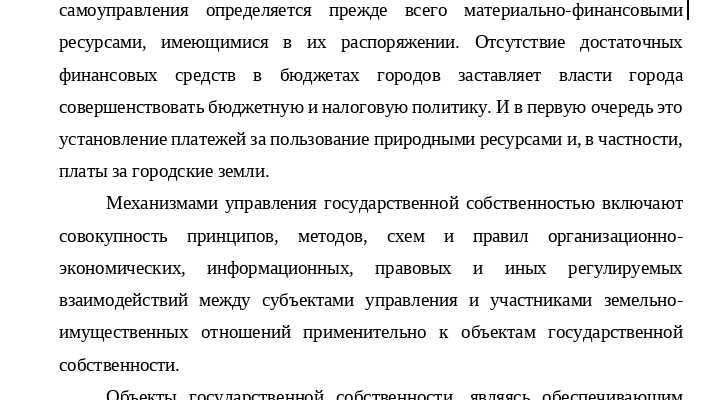 самоуправления определяется прежде всего материально-финансовыми
ресурсами, имеющимися в их распоряжении. Отсутствие достаточных
финансовых средств в бюджетах городов заставляет власти города
совершенствовать бюджетную и налоговую политику. И в первую очередь это
установление платежей за пользование природными ресурсами и, в частности,
платы за городские земли.
Механизмами управления государственной собственностью включают
совокупность принципов, методов, схем и правил организационно-
экономических, информационных, правовых и иных регулируемых
взаимодействий между субъектами управления и участниками земельно-
имущественных отношений применительно к объектам государственной
собственности.
Объекты государственной собственности, являясь обеспечивающим